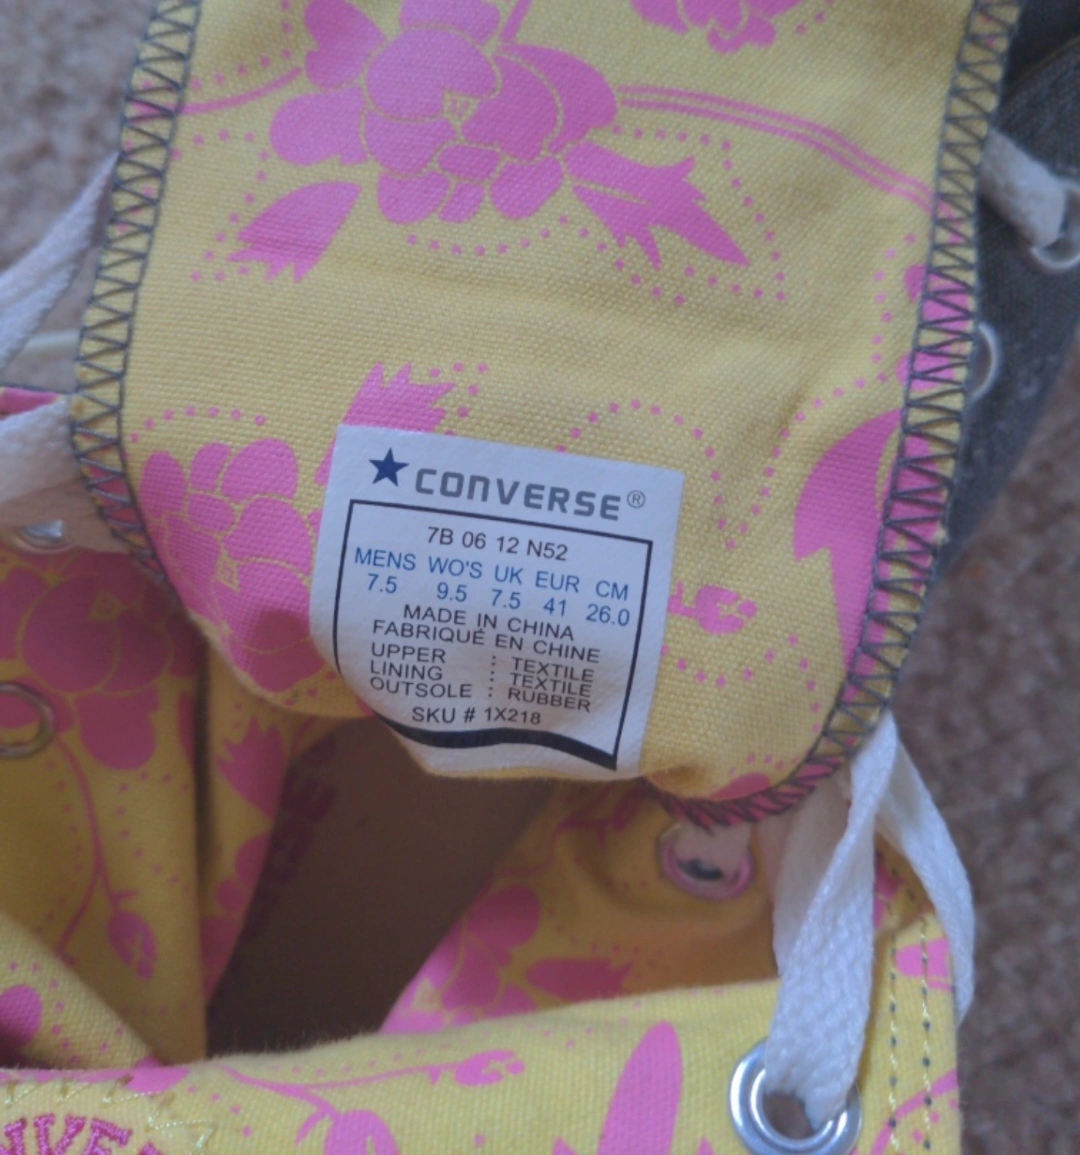 CONVERSE®
7B 06 12 N52
MENS WO'S UK EUR CM
7.5 9.5 7.5 41 26.0
MADE IN CHINA
FABRIQUÉ EN CHINE
UPPER : TEXTILE
LINING : TEXTILE
OUTSOLE : RUBBER
SKU # 1X218